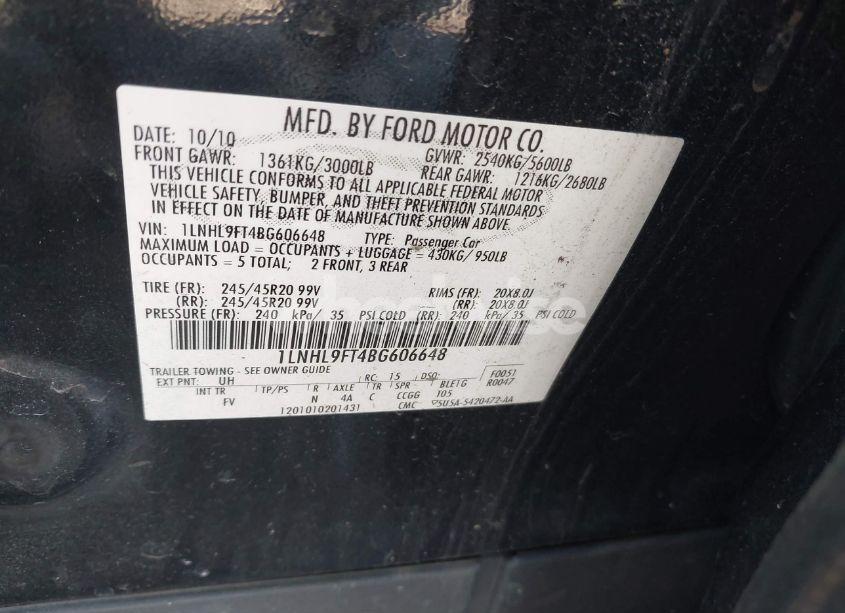 MFD. BY FORD MOTOR CO.
DATE: 10/10 GVWR: 2540KG/5600LB
FRONT GAWR: 1361KG/3000LB REAR GAWR: 1216KG/2680LB
THIS VEHICLE CONFORMS TO ALL APPLICABLE FEDERAL MOTOR
VEHICLE SAFETY, BUMPER, AND THEFT PREVENTION STANDARDS
IN EFFECT ON THE DATE OF MANUFACTURE SHOWN ABOVE.
VIN: 1LNHL9FT4BG606648 TYPE: Passenger Car
MAXIMUM LOAD = OCCUPANTS + LUGGAGE = 430KG/ 950LB
OCCUPANTS = 5 TOTAL; 2 FRONT, 3 REAR
TIRE (FR): 245/45R20 99V RIMS (FR): 20X8.0J
(RR): 245/45R20 99V (RR): 20X8.0J
PRESSURE (FR): 240 kPa/ 35 PSI COLD (RR): 240 kPa/ 35 PSI COLD
1LNHL9FT4BG606648
TRAILER TOWING - SEE OWNER GUIDE
EXT PNT: UH RC: 15 DSO: F0051
R0047
INT TR TP/PS R AXLE TR SPR BLE1G
FV N 4A C CCGG 105
1201010201431 CMC